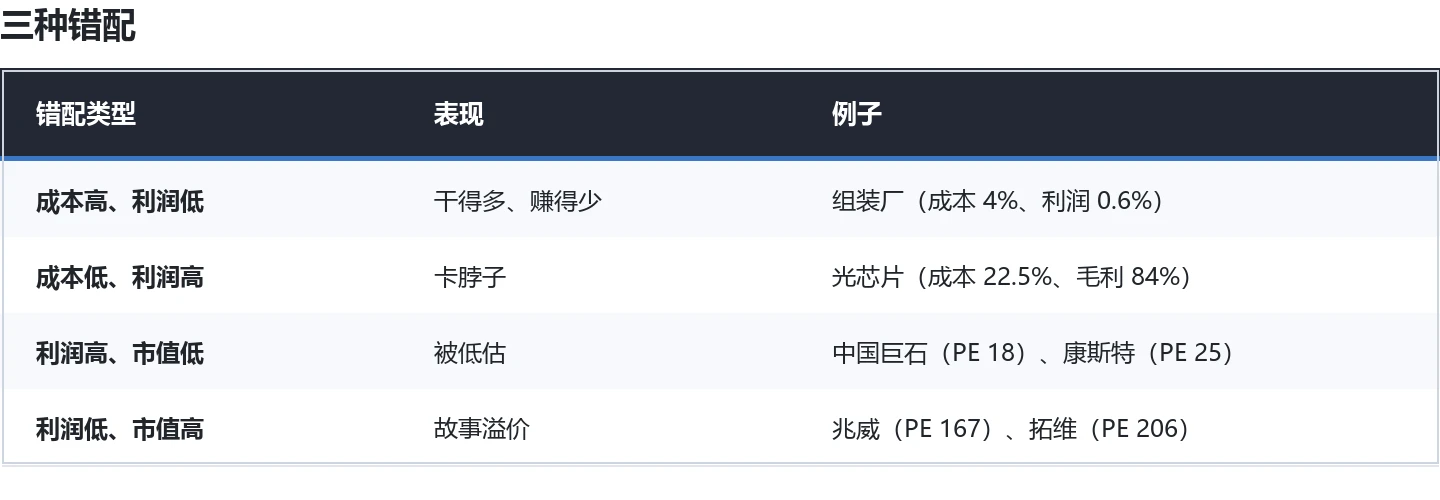 三种错配
错配类型 表现 例子
成本高、利润低 干得多、赚得少 组装厂（成本 4%、利润 0.6%）
成本低、利润高 卡脖子 光芯片（成本 22.5%、毛利 84%）
利润高、市值低 被低估 中国巨石（PE 18）、康斯特（PE 25）
利润低、市值高 故事溢价 兆威（PE 167）、拓维（PE 206）